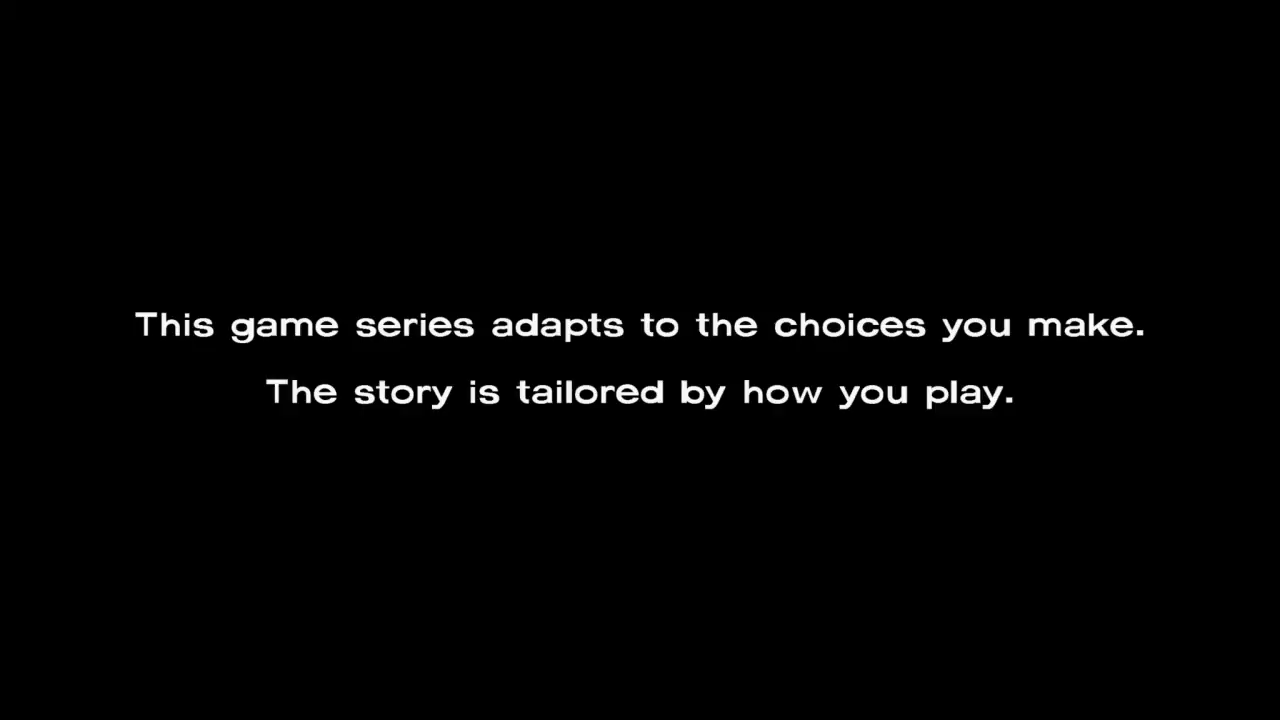 This game series adapts to the choices you make.
The story is tailored by how you play.